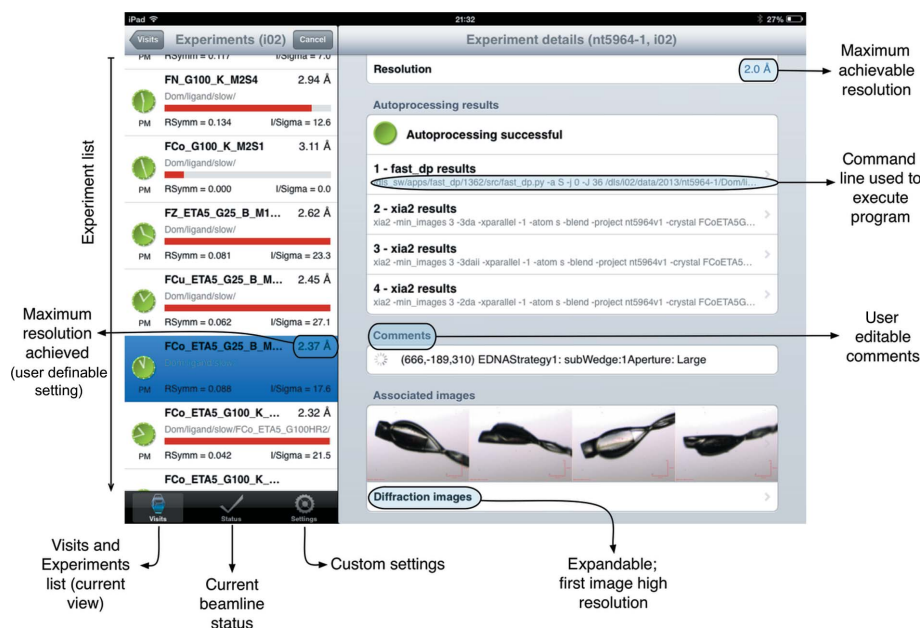 iPad
21:32
27%
Visits
Experiments (i02)
Cancel
Experiment details (nt5964-1, i02)
PM RSymm = 0.117 I/Sigma = 7.0
FN_G100_K_M2S4 2.94 Å
Dom/ligand/slow/
PM RSymm = 0.134 I/Sigma = 12.6
FCo_G100_K_M2S1 3.11 Å
Dom/ligand/slow/
PM RSymm = 0.000 I/Sigma = 0.0
FZ_ETA5_G25_B_M1... 2.62 Å
Dom/ligand/slow/
PM RSymm = 0.081 I/Sigma = 23.3
FCu_ETA5_G25_B_M... 2.45 Å
Dom/ligand/slow/
PM RSymm = 0.062 I/Sigma = 27.1
FCo_ETA5_G25_B_M... 2.37 Å
Dom/ligand/slow/
PM RSymm = 0.088 I/Sigma = 17.6
FCo_ETA5_G100_K_... 2.32 Å
Dom/ligand/slow/FCo_ETA5_G100HR2/
PM RSymm = 0.042 I/Sigma = 21.5
FCo_ETA5_G100_K_...
Visits
Status
Settings
Resolution 2.0 Å
Autoprocessing results
Autoprocessing successful
1 - fast_dp results
/dls_sw/apps/fast_dp/1362/src/fast_dp.py -a S -j 0 -J 36 /dls/i02/data/2013/nt5964-1/Dom/li...
2 - xia2 results
xia2 -min_images 3 -3da -xparallel -1 -atom s -blend -project nt5964v1 -crystal FCoETA5G...
3 - xia2 results
xia2 -min_images 3 -3daii -xparallel -1 -atom s -blend -project nt5964v1 -crystal FCoETA5...
4 - xia2 results
xia2 -min_images 3 -2da -xparallel -1 -atom s -blend -project nt5964v1 -crystal FCoETA5G...
Comments
(666,-189,310) EDNAStrategy1: subWedge:1Aperture: Large
Associated images
Diffraction images
Experiment list
Maximum
resolution
achieved
(user definable
setting)
Maximum
achievable
resolution
Command
line used to
execute
program
User
editable
comments
Visits and
Experiments
list (current
view)
Current
beamline
status
Custom settings
Expandable;
first image high
resolution